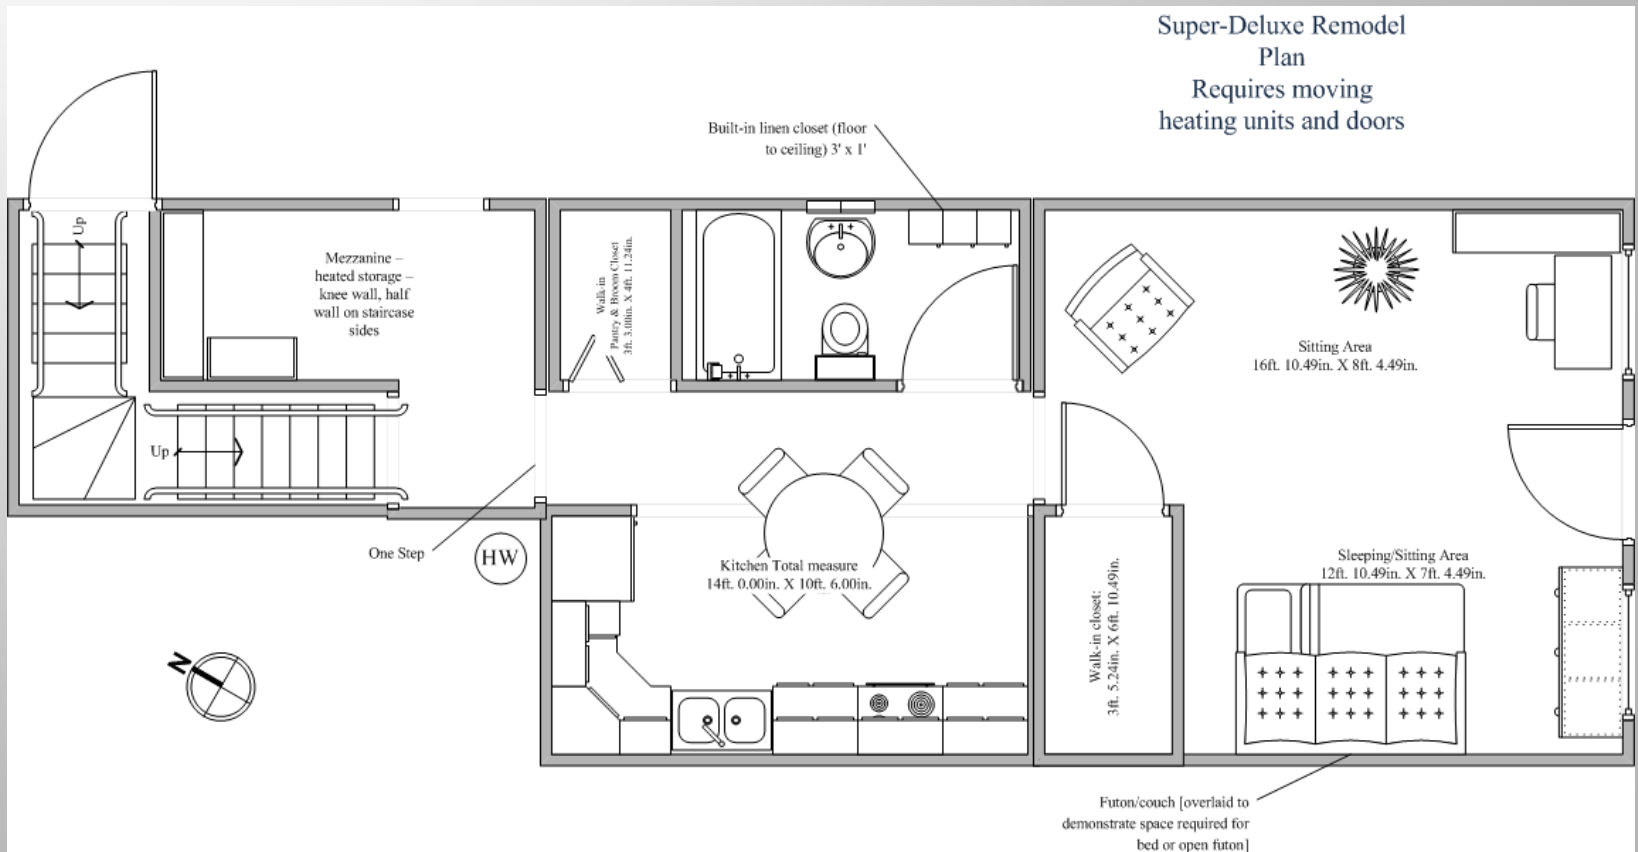 Super-Deluxe Remodel
Plan
Requires moving
heating units and doors
Built-in linen closet (floor
to ceiling) 3' x 1'
Up
Mezzanine –
heated storage –
knee wall, half
wall on staircase
sides
Walk-in
Pantry & Broom Closet
3ft. 3.00in. X 4ft. 11.24in.
Sitting Area
16ft. 10.49in. X 8ft. 4.49in.
Up
One Step
HW
Kitchen Total measure
14ft. 0.00in. X 10ft. 6.00in.
Walk-in closet:
3ft. 5.24in. X 6ft. 10.49in.
Sleeping/Sitting Area
12ft. 10.49in. X 7ft. 4.49in.
N
Futon/couch [overlaid to
demonstrate space required for
bed or open futon]